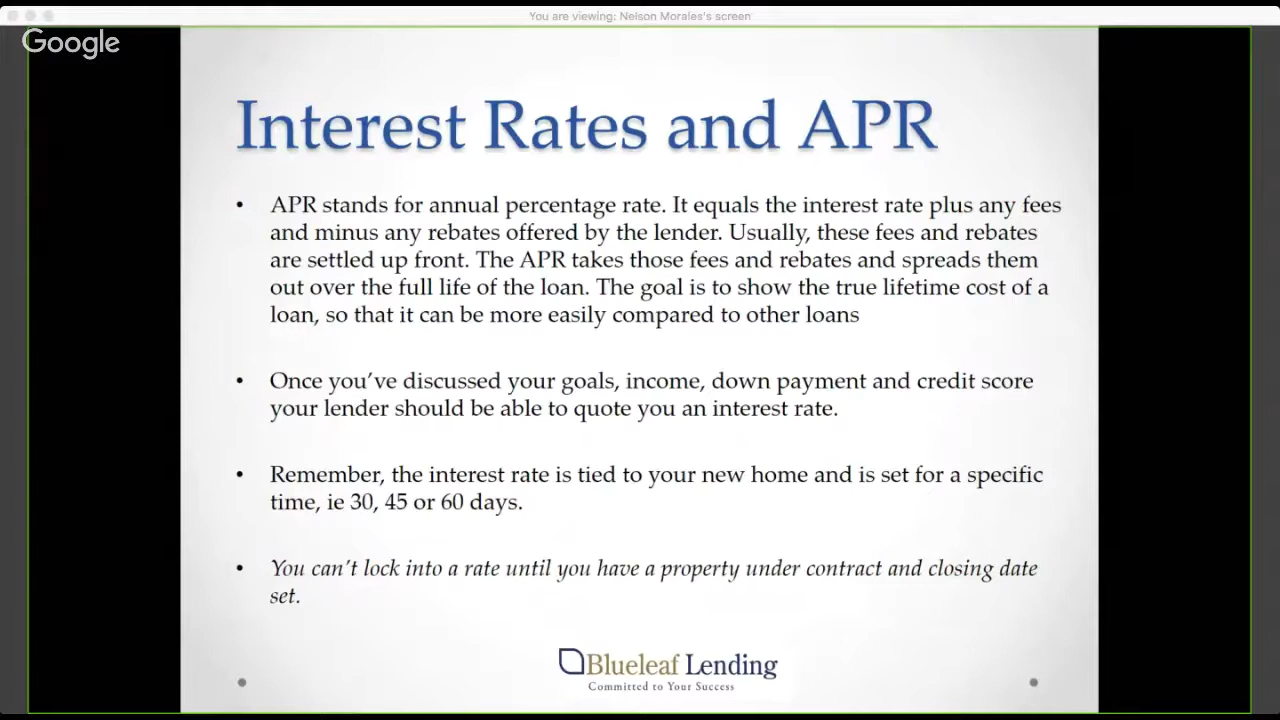 You are viewing: Nelson Morales's screen
Google
Interest Rates and APR
• APR stands for annual percentage rate. It equals the interest rate plus any fees
and minus any rebates offered by the lender. Usually, these fees and rebates
are settled up front. The APR takes those fees and rebates and spreads them
out over the full life of the loan. The goal is to show the true lifetime cost of a
loan, so that it can be more easily compared to other loans
• Once you've discussed your goals, income, down payment and credit score
your lender should be able to quote you an interest rate.
• Remember, the interest rate is tied to your new home and is set for a specific
time, ie 30, 45 or 60 days.
• You can't lock into a rate until you have a property under contract and closing date
set.
Blueleaf Lending
Committed to Your Success